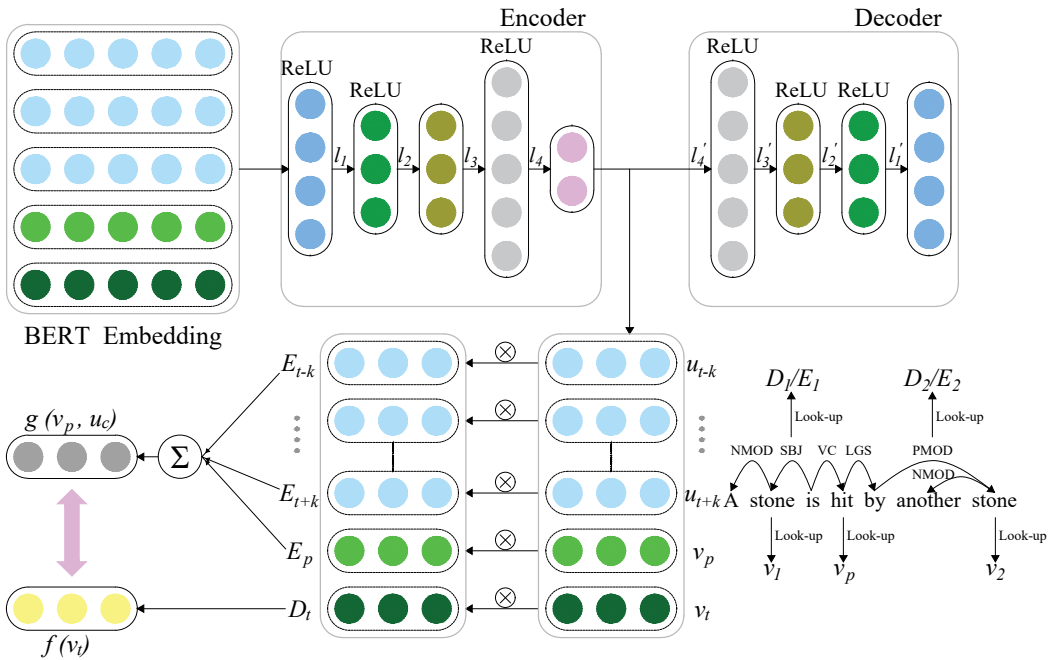 Encoder
Decoder
ReLU
ReLU
ReLU
ReLU
ReLU
ReLU
l1
l2
l3
l4
l4'
l3'
l2'
l1'
BERT Embedding
Et-k
ut-k
g (vp , uc)
Σ
Et+k
ut+k
Ep
vp
Dt
vt
f (vt)
D1/E1
D2/E2
Look-up
Look-up
NMOD
SBJ
VC
LGS
PMOD
NMOD
A stone is hit by another stone
Look-up
Look-up
Look-up
v1
vp
v2